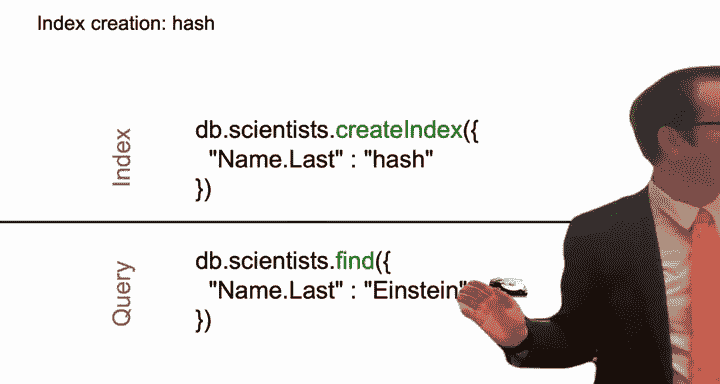 Index creation: hash
Index
db.scientists.createIndex({
"Name.Last" : "hash"
})
Query
db.scientists.find({
"Name.Last" : "Einstein"
})